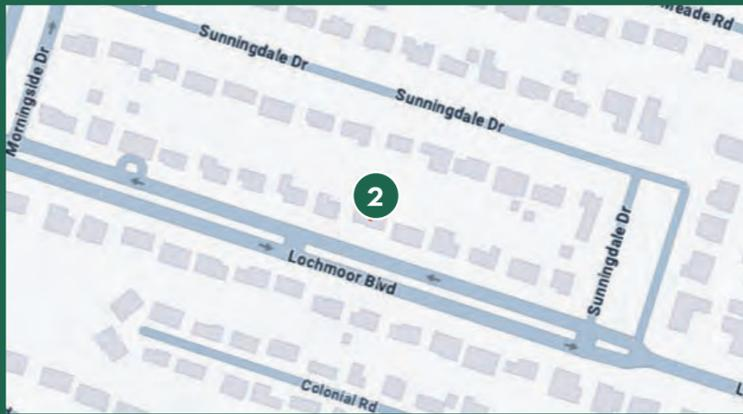 Meade Rd
Sunningdale Dr
Sunningdale Dr
Morningside Dr
2
Sunningdale Dr
Lochmoor Blvd
Colonial Rd
L